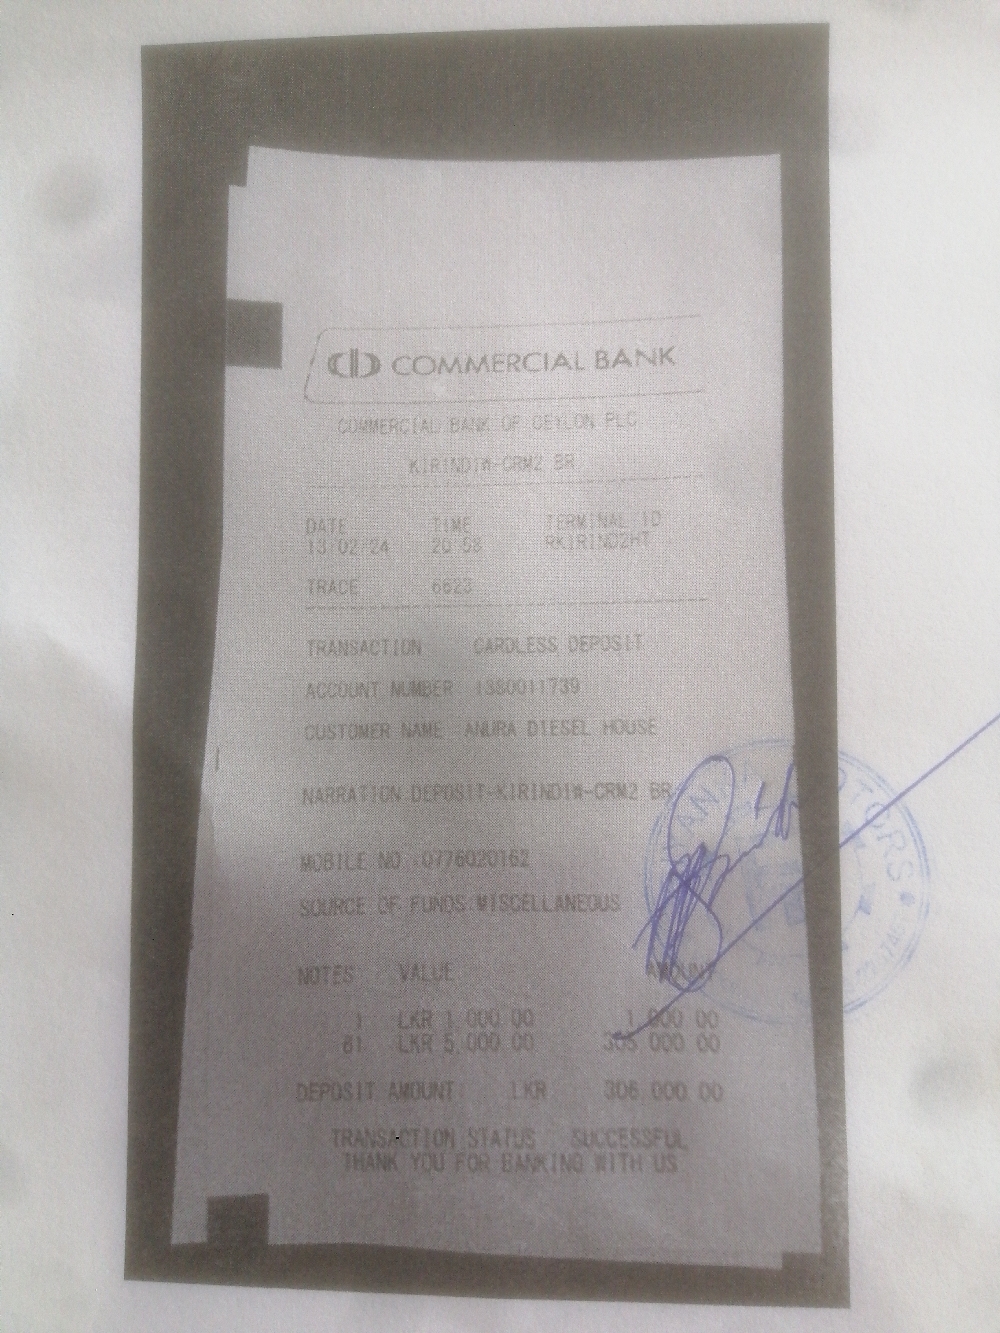 COMMERCIAL BANK
COMMERCIAL BANK OF CEYLON PLC
KIRINDIW-CRM2 BR
DATE TIME TERMINAL ID
13/02/24 20:58 RKIRIND2HT
TRACE 6623
TRANSACTION CARDLESS DEPOSIT
ACCOUNT NUMBER 1380011739
CUSTOMER NAME ANURA DIESEL HOUSE
NARRATION DEPOSIT-KIRINDIW-CRM2 BR
MOBILE NO 0776020162
SOURCE OF FUNDS MISCELLANEOUS
NOTES VALUE AMOUNT
1 LKR 1,000.00 1,000.00
61 LKR 5,000.00 305,000.00
DEPOSIT AMOUNT: LKR 306,000.00
TRANSACTION STATUS SUCCESSFUL
THANK YOU FOR BANKING WITH US
MOTORS